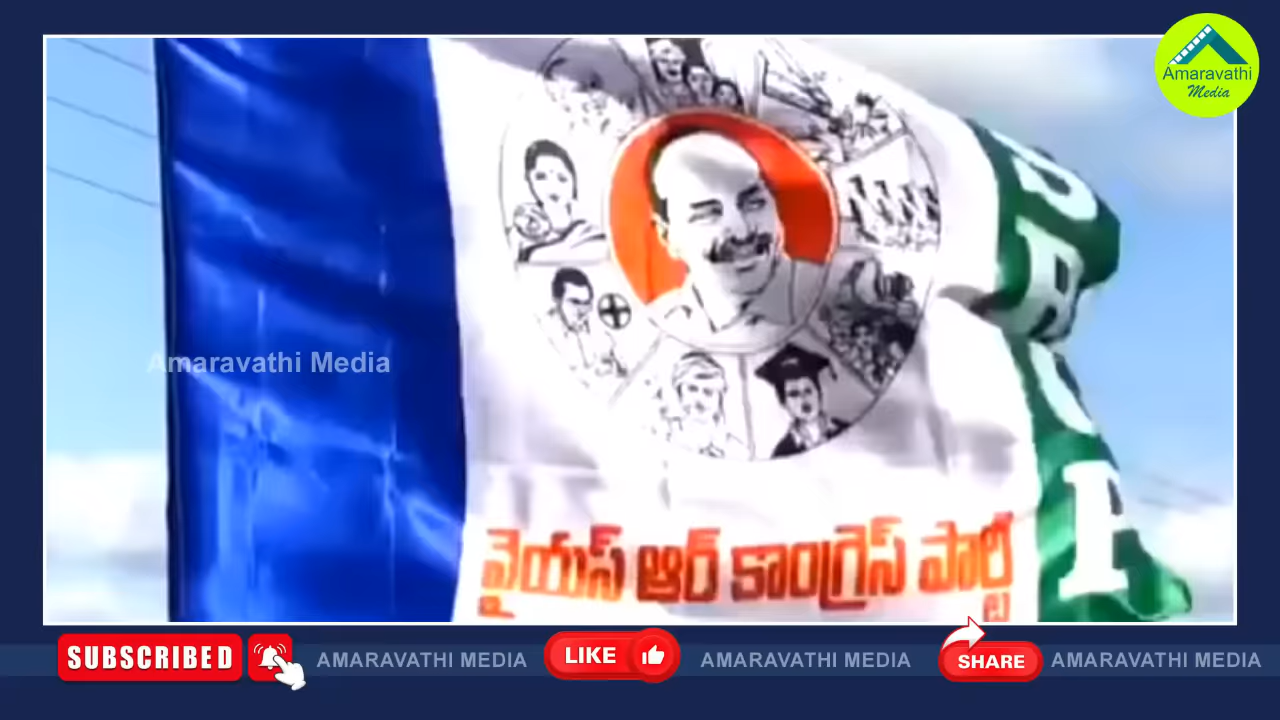 Amaravathi
Media
Amaravathi Media
వైయస్ ఆర్ కాంగ్రెస్ పార్టీ
SUBSCRIBED
AMARAVATHI MEDIA
LIKE
AMARAVATHI MEDIA
SHARE
AMARAVATHI MEDIA